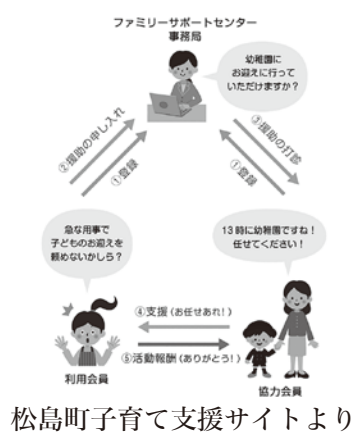 ファミリーサポートセンター
事務局
幼稚園に
お迎えに行って
いただけますか?
②援助の申し入れ
①登録
③援助の打診
①登録
急な用事で
子どものお迎えを
頼めないかしら?
13時に幼稚園ですね!
任せてください!
④支援(お任せあれ!)
⑤活動報酬(ありがとう!)
利用会員
協力会員
松島町子育て支援サイトより